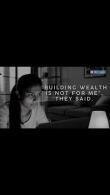 "BUILDING WEALTH
IS NOT FOR ME",
THEY SAID.